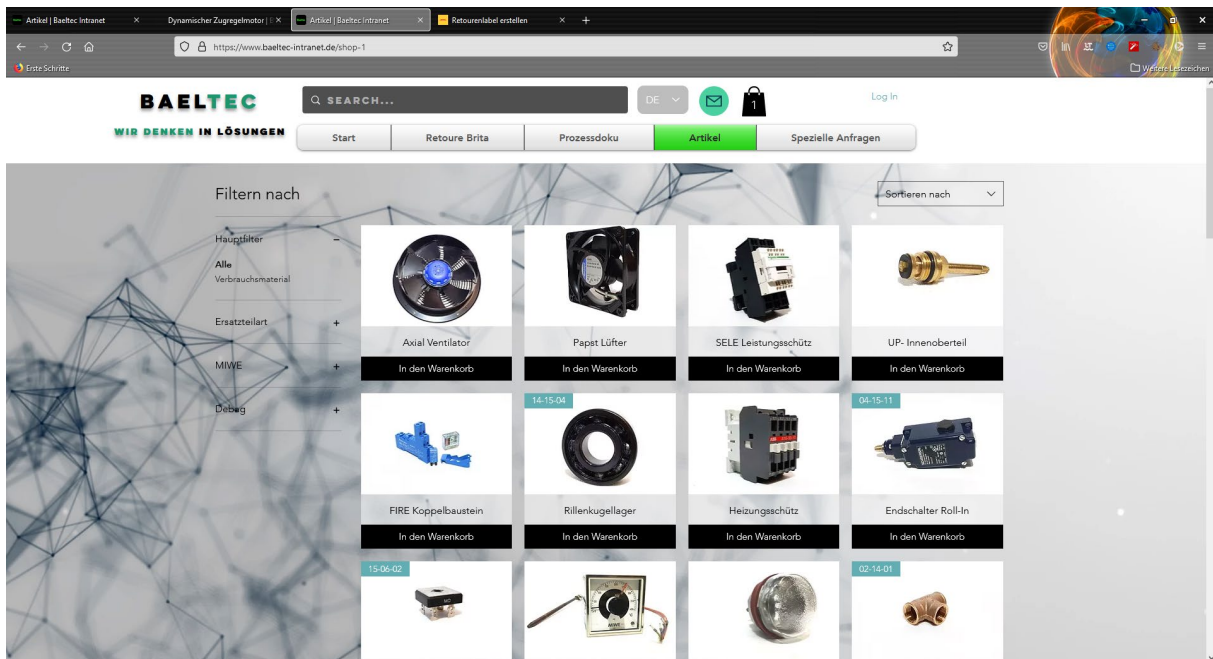 Artikel | Baeltec Intranet
Dynamischer Zugregelmotor | B
Artikel | Baeltec Intranet
Retourenlabel erstellen
https://www.baeltec-intranet.de/shop-1
Erste Schritte
Weitere Lesezeichen
BAELTEC
WIR DENKEN IN LÖSUNGEN
SEARCH...
DE
1
Log In
Start
Retoure Brita
Prozessdoku
Artikel
Spezielle Anfragen
Filtern nach
Sortieren nach
Hauptfilter
Alle
Verbrauchsmaterial
Ersatzteilart
MIWE
Debag
Axial Ventilator
Papst Lüfter
SELE Leistungsschütz
UP- Innenoberteil
In den Warenkorb
In den Warenkorb
In den Warenkorb
In den Warenkorb
14-15-04
04-15-11
FIRE Koppelbaustein
Rillenkugellager
Heizungsschütz
Endschalter Roll-In
In den Warenkorb
In den Warenkorb
In den Warenkorb
In den Warenkorb
15-06-02
02-14-01
MIWE